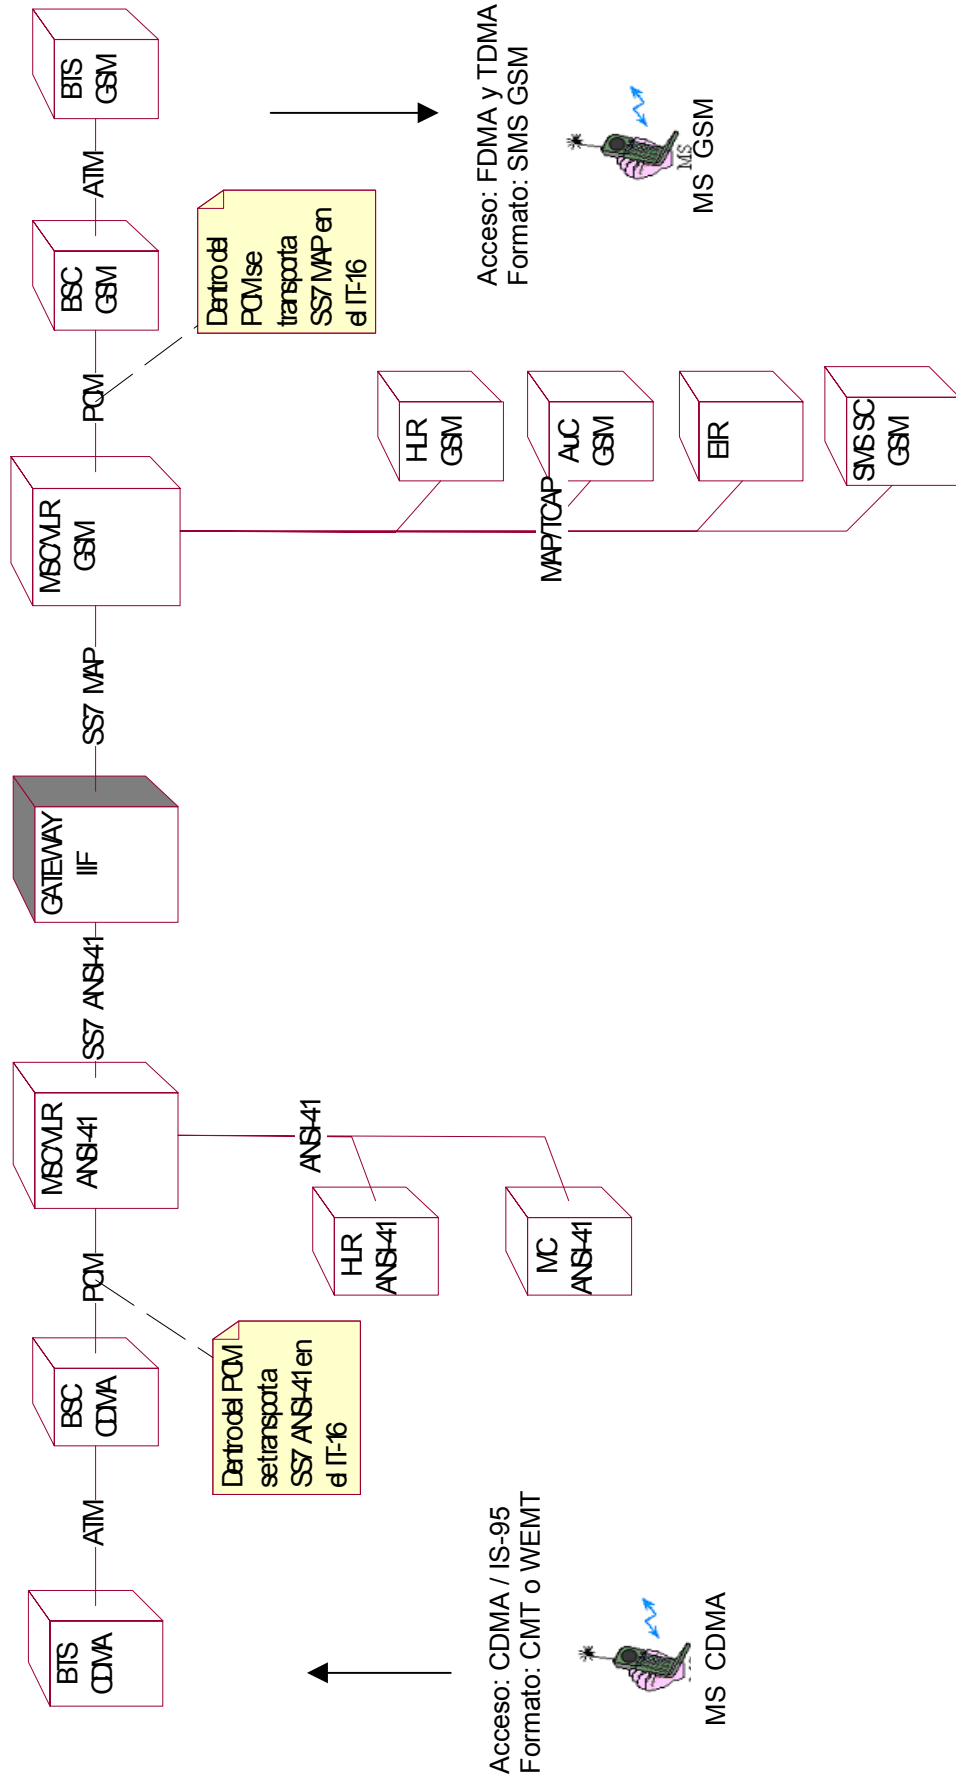 BTS
CDMA
ATM
BSC
CDMA
PCM
MSC/VLR
ANSI-41
SS7 ANSI-41
GATEWAY
IIF
SS7 MAP
MSC/VLR
GSM
PCM
BSC
GSM
ATM
BTS
GSM
Dentro del PCM
se transporta
SS7 ANSI-41 en
el IT-16
HLR
ANSI-41
ANSI-41
MC
ANSI-41
Dentro del
PCM se
transporta
SS7 MAP en
el IT-16
HLR
GSM
AuC
GSM
MAP/TCAP
EIR
SMS SC
GSM
Acceso: CDMA / IS-95
Formato: CMT o WEMT
MS CDMA
Acceso: FDMA y TDMA
Formato: SMS GSM
MS
MS GSM